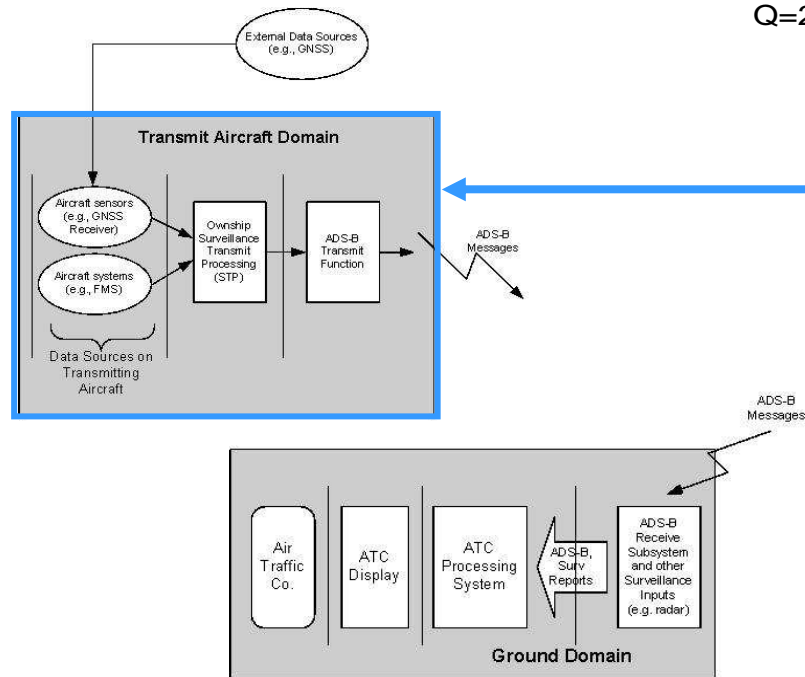 Q=2
External Data Sources
(e.g., GNSS)
Transmit Aircraft Domain
Aircraft sensors
(e.g., GNSS
Receiver)
Aircraft systems
(e.g., FMS)
Ownship
Surveillance
Transmit
Processing
(STP)
ADS-B
Transmit
Function
ADS-B
Messages
Data Sources on
Transmitting
Aircraft
ADS-B
Messages
Air
Traffic
Co.
ATC
Display
ATC
Processing
System
ADS-B,
Surv
Reports
ADS-B
Receive
Subsystem
and other
Surveillance
Inputs
(e.g. radar)
Ground Domain